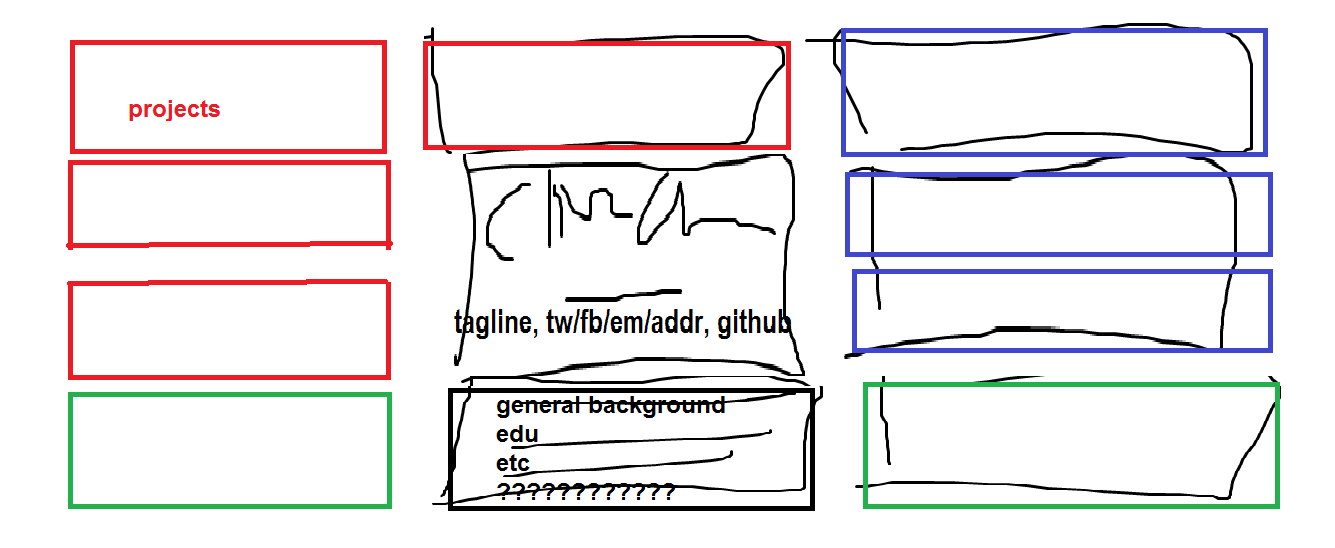 projects
tagline, tw/fb/em/addr, github
general background
edu
etc
????????????